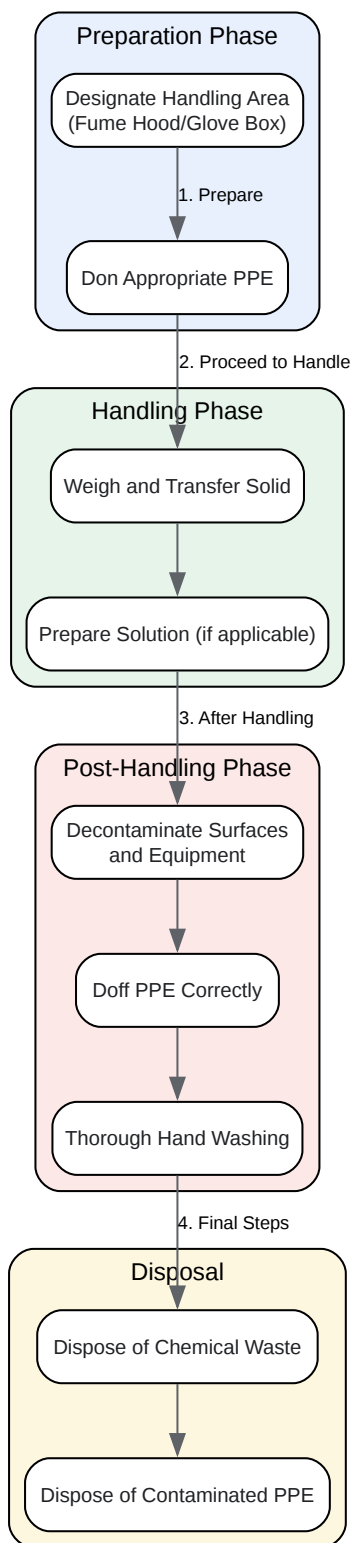 Preparation Phase
Designate Handling Area
(Fume Hood/Glove Box)
1. Prepare
Don Appropriate PPE
2. Proceed to Handle
Handling Phase
Weigh and Transfer Solid
Prepare Solution (if applicable)
3. After Handling
Post-Handling Phase
Decontaminate Surfaces
and Equipment
Doff PPE Correctly
Thorough Hand Washing
4. Final Steps
Disposal
Dispose of Chemical Waste
Dispose of Contaminated PPE